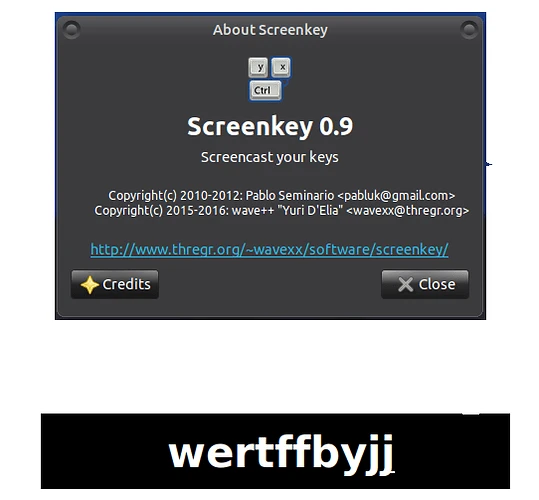 About Screenkey
y x
Ctrl
Screenkey 0.9
Screencast your keys
Copyright(c) 2010-2012: Pablo Seminario <pabluk@gmail.com>
Copyright(c) 2015-2016: wave++ "Yuri D'Elia" <wavexx@thregr.org>
http://www.thregr.org/~wavexx/software/screenkey/
Credits Close
wertffbyjj